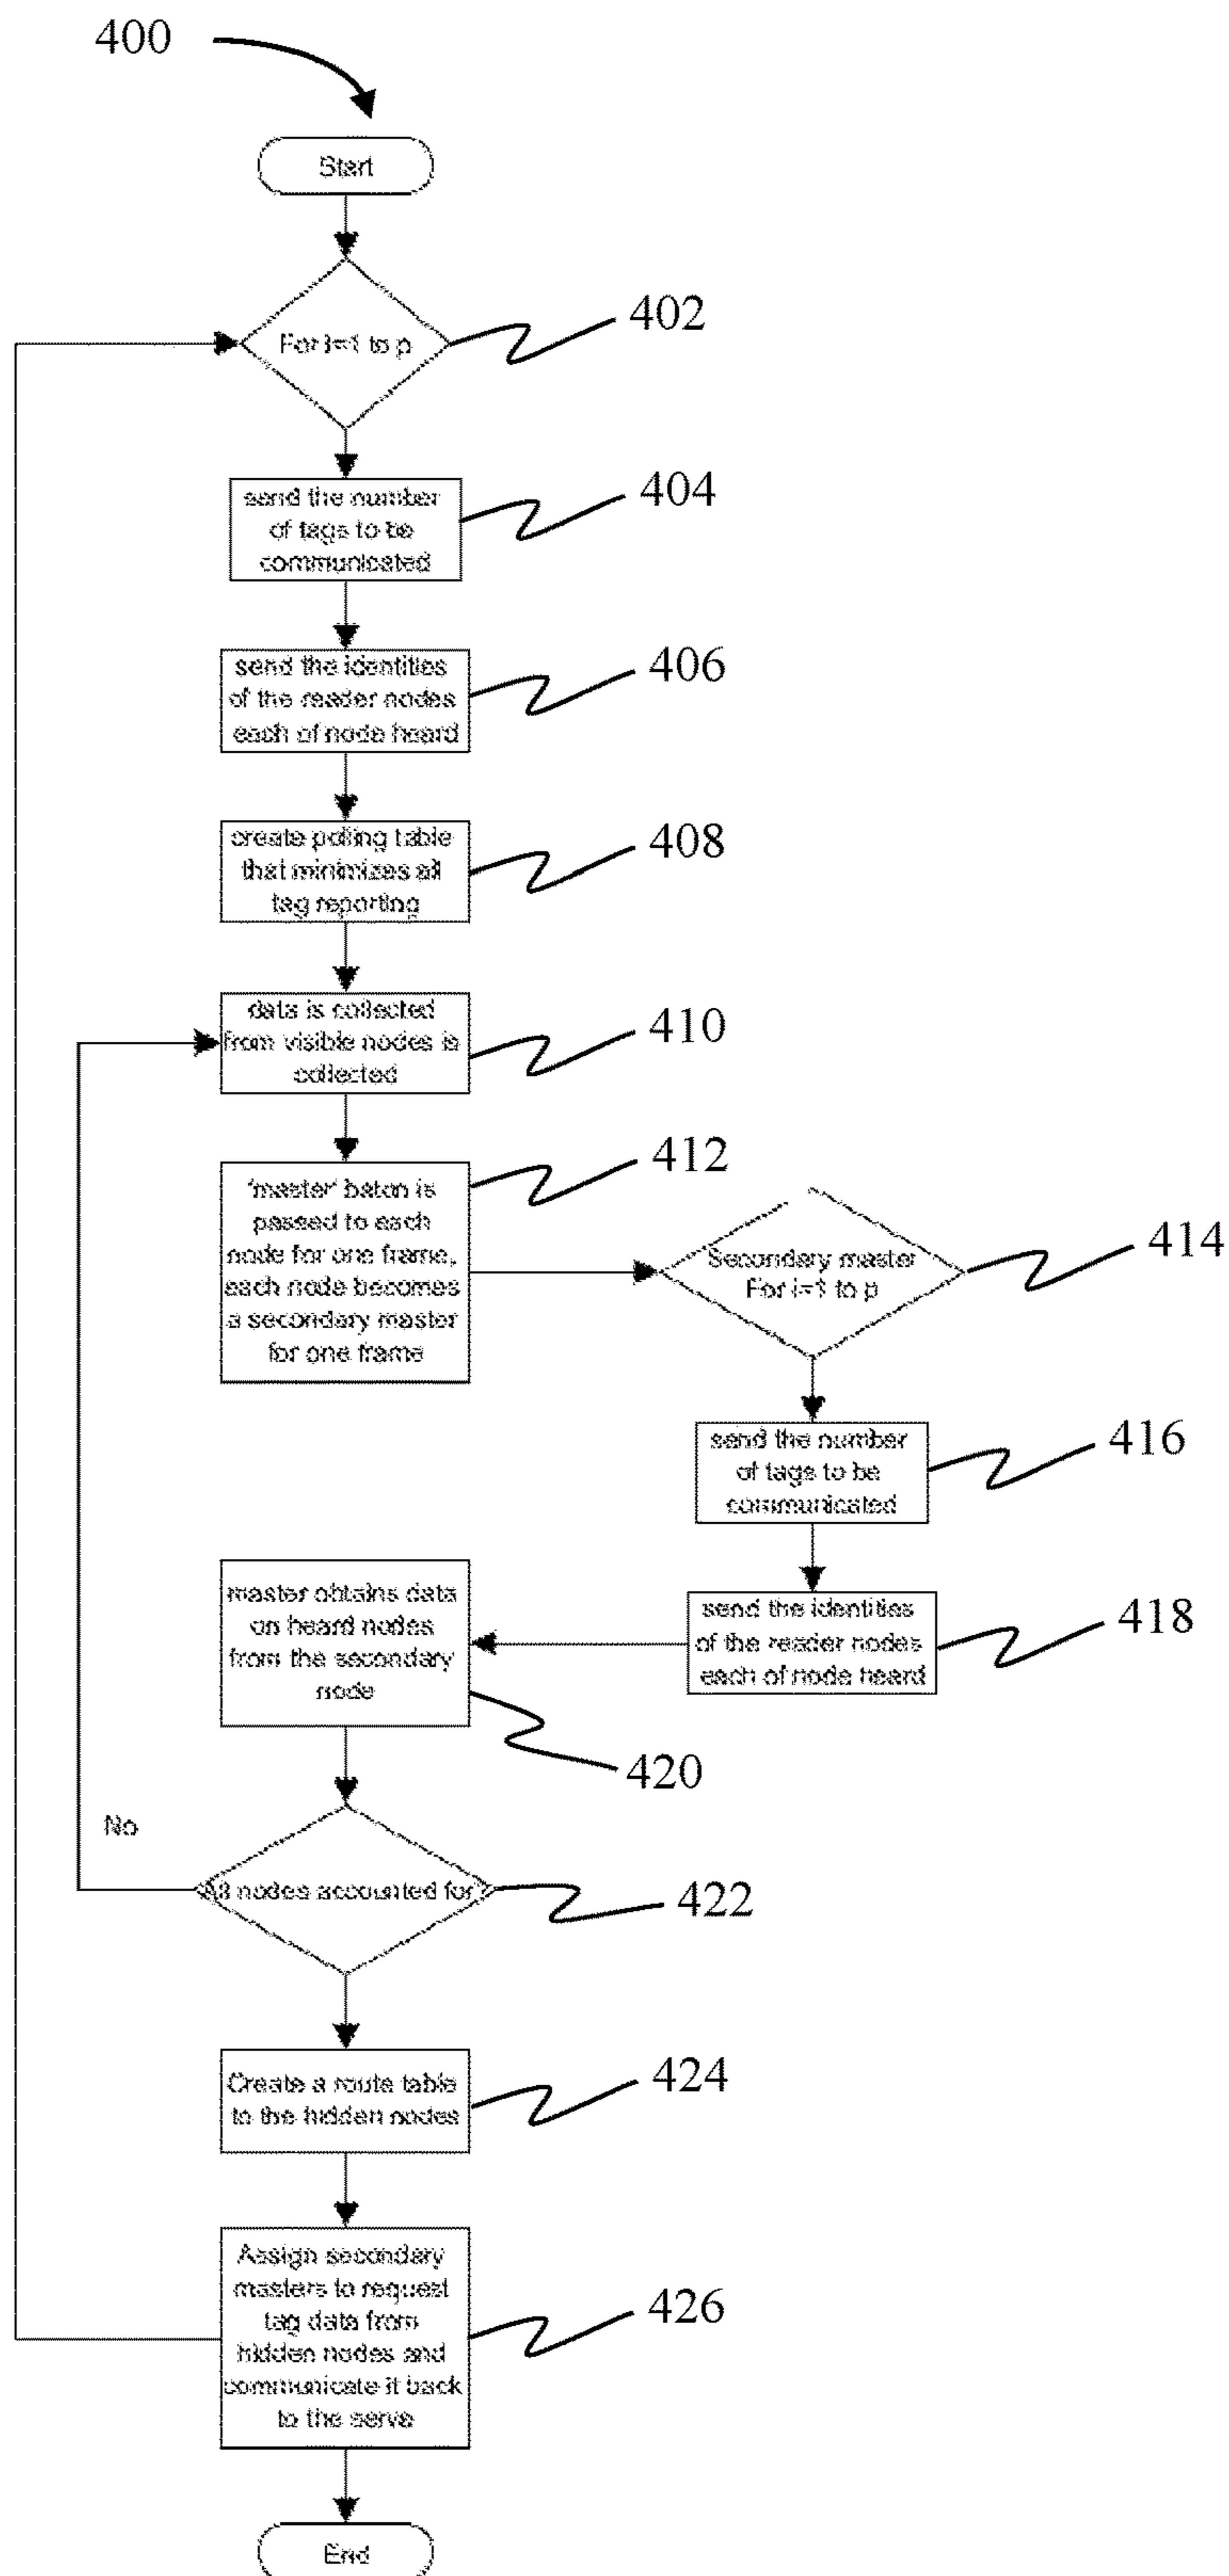 400
Start
For i=1 to p
402
send the number
of tags to be
communicated
404
send the identities
of the reader nodes
each of node heard
406
create polling table
that minimizes all
tag reporting
408
data is collected
from visible nodes is
collected
410
'master' baton is
passed to each
node for one frame,
each node becomes
a secondary master
for one frame
412
Secondary master
For i=1 to p
414
send the number
of tags to be
communicated
416
send the identities
of the reader nodes
each of node heard
418
master obtains data
on heard nodes
from the secondary
node
420
No
All nodes accounted for?
422
Create a route table
to the hidden nodes
424
Assign secondary
masters to request
tag data from
hidden nodes and
communicate it back
to the serve
426
End